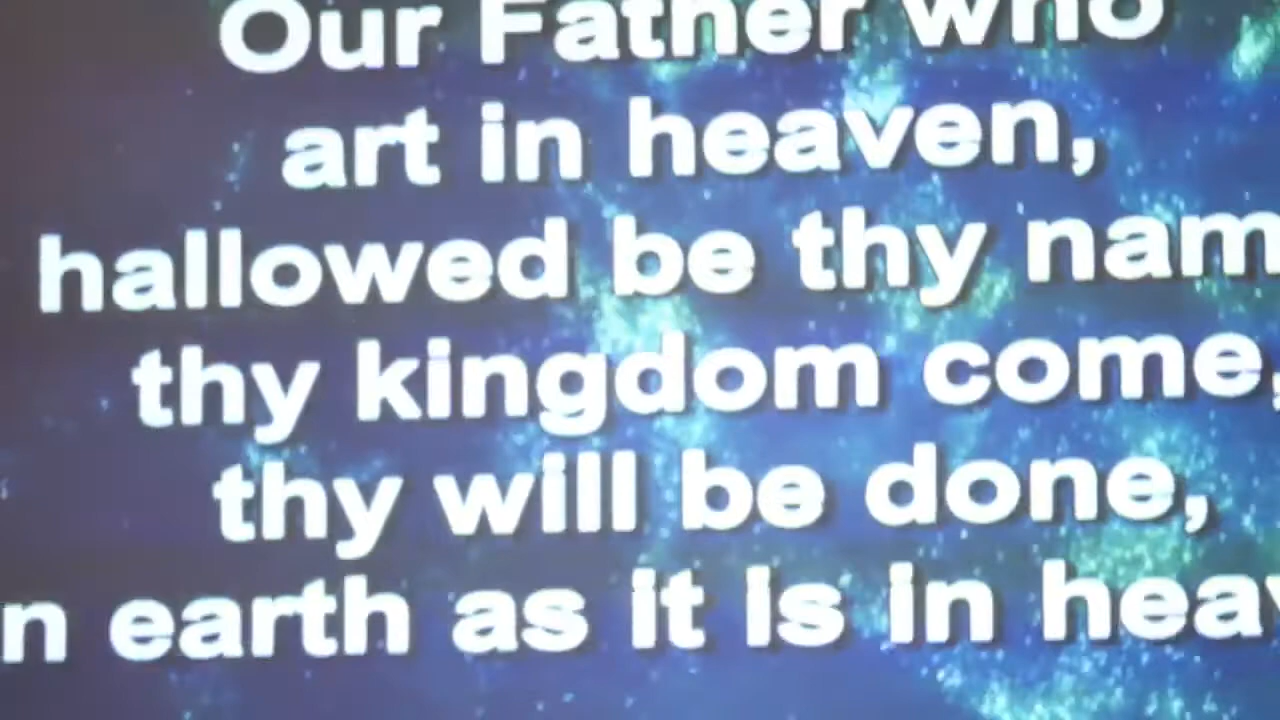 Our Father who
art in heaven,
hallowed be thy nam
thy kingdom come,
thy will be done,
n earth as it is in heav